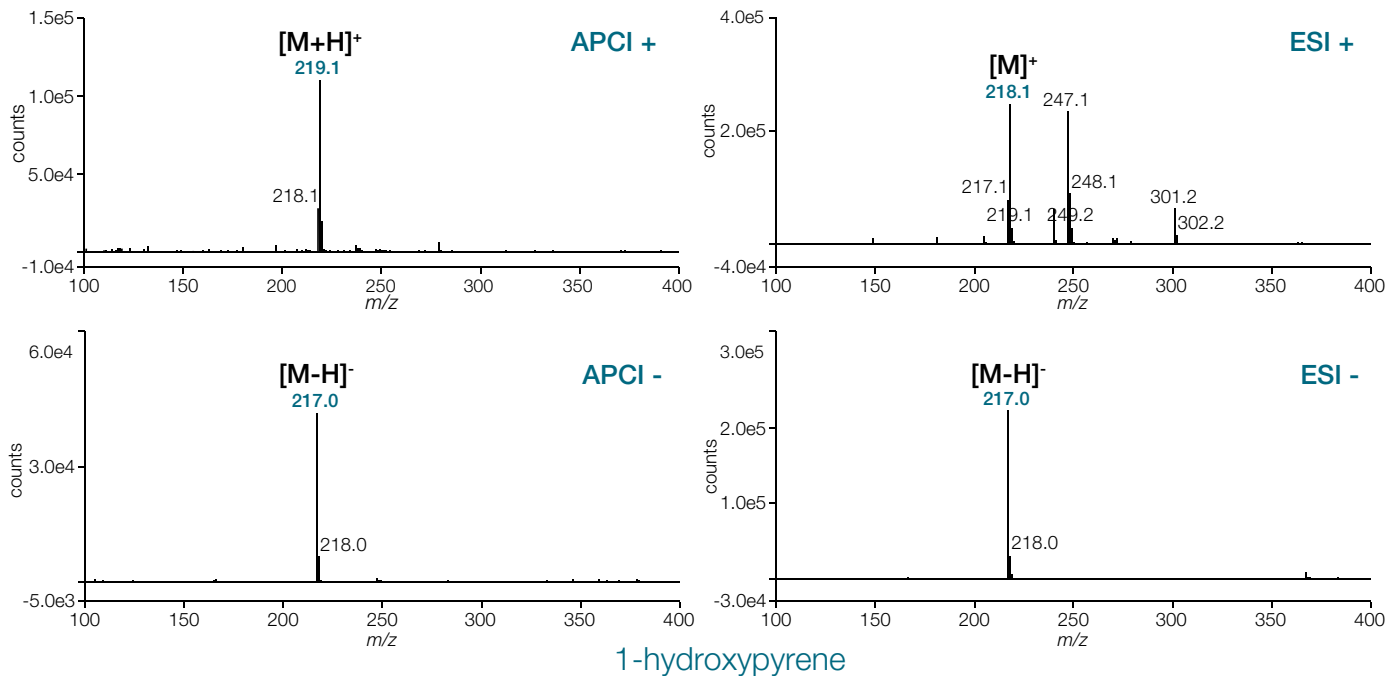 1.5e5
[M+H]+
APCI +
219.1
1.0e5
counts
5.0e4
218.1
-1.0e4
100 150 200 250 300 350 400
m/z
4.0e5
ESI +
[M]+
218.1
247.1
counts
2.0e5
217.1
248.1
219.1
249.2
301.2
302.2
-4.0e4
100 150 200 250 300 350 400
m/z
6.0e4
[M-H]-
APCI -
217.0
counts
3.0e4
218.0
-5.0e3
100 150 200 250 300 350 400
m/z
3.0e5
[M-H]-
ESI -
217.0
2.0e5
counts
1.0e5
218.0
-3.0e4
100 150 200 250 300 350 400
m/z
1-hydroxypyrene